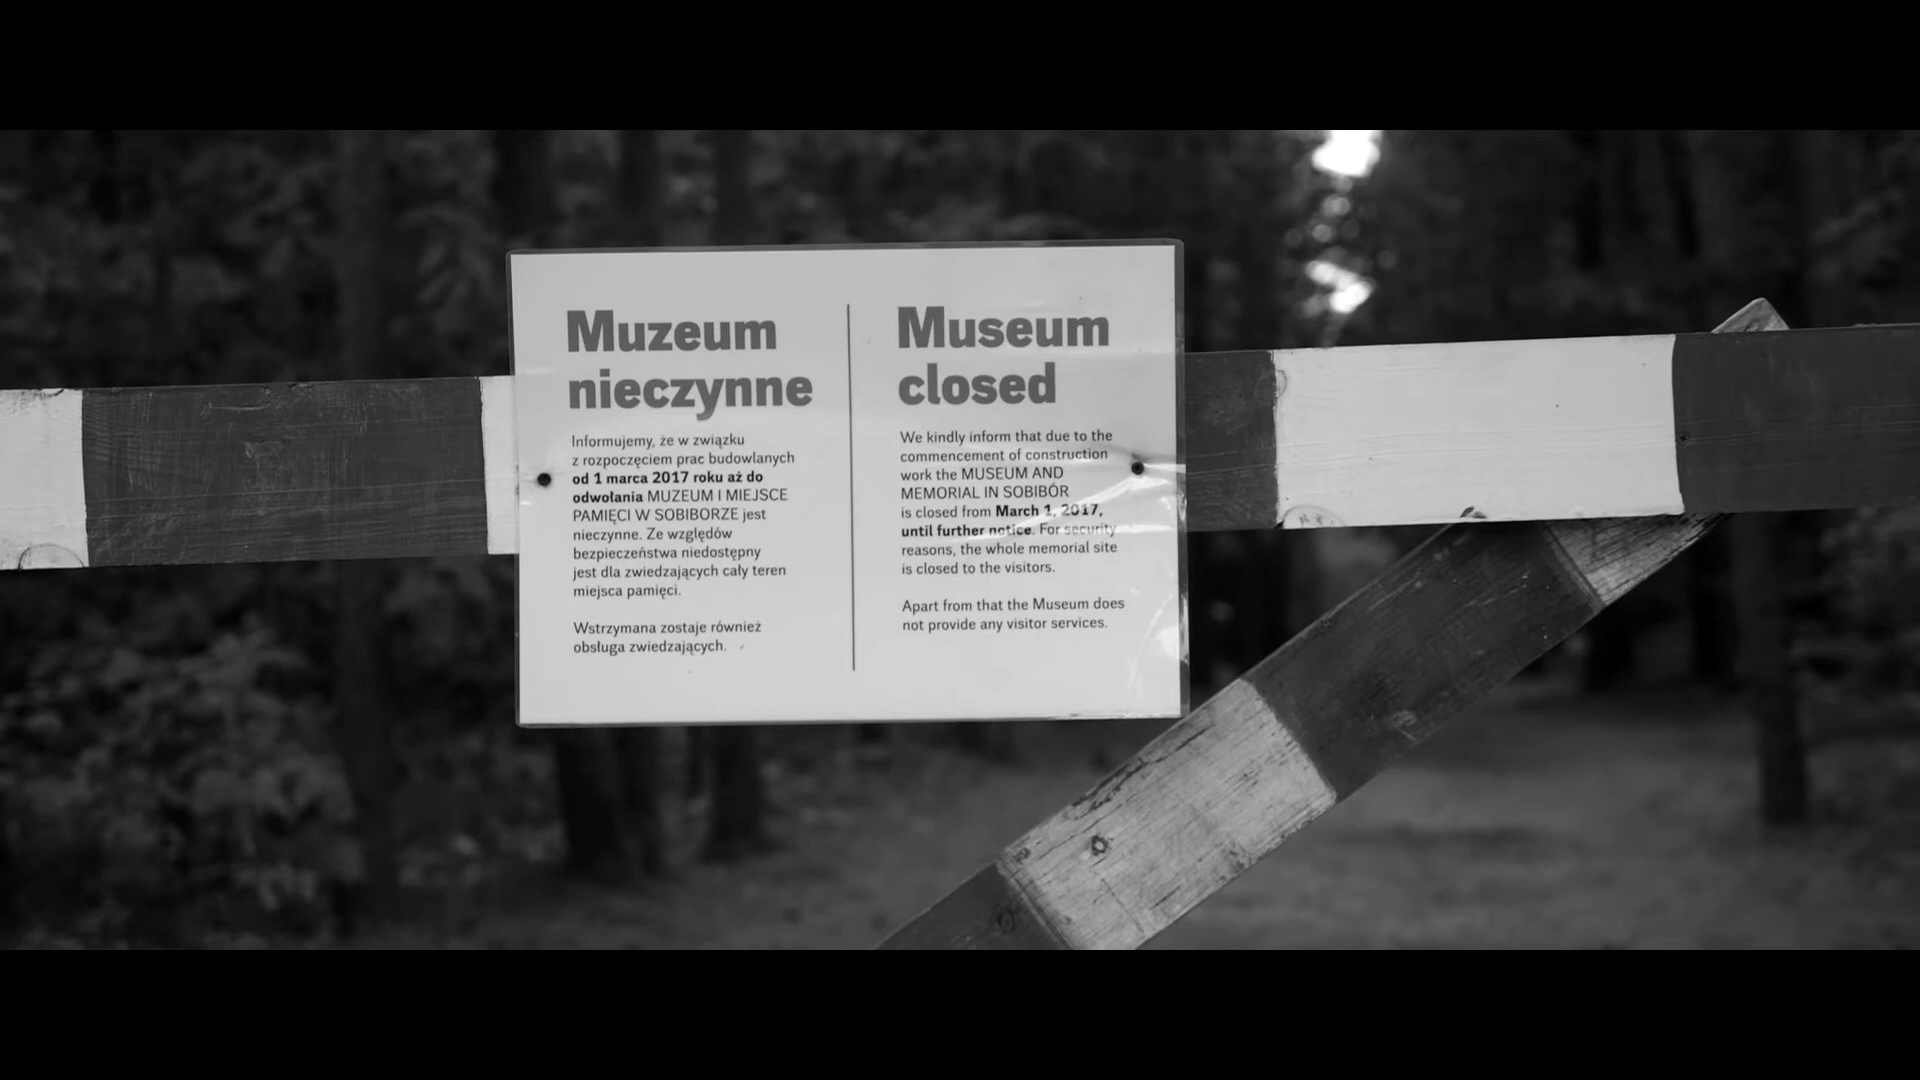 Muzeum
nieczynne
Informujemy, że w związku
z rozpoczęciem prac budowlanych
od 1 marca 2017 roku aż do
odwołania MUZEUM I MIEJSCE
PAMIĘCI W SOBIBORZE jest
nieczynne. Ze względów
bezpieczeństwa niedostępny
jest dla zwiedzających cały teren
miejsca pamięci.
Wstrzymana zostaje również
obsługa zwiedzających.
Museum
closed
We kindly inform that due to the
commencement of construction
work the MUSEUM AND
MEMORIAL IN SOBIBÓR
is closed from March 1, 2017,
until further notice. For security
reasons, the whole memorial site
is closed to the visitors.
Apart from that the Museum does
not provide any visitor services.